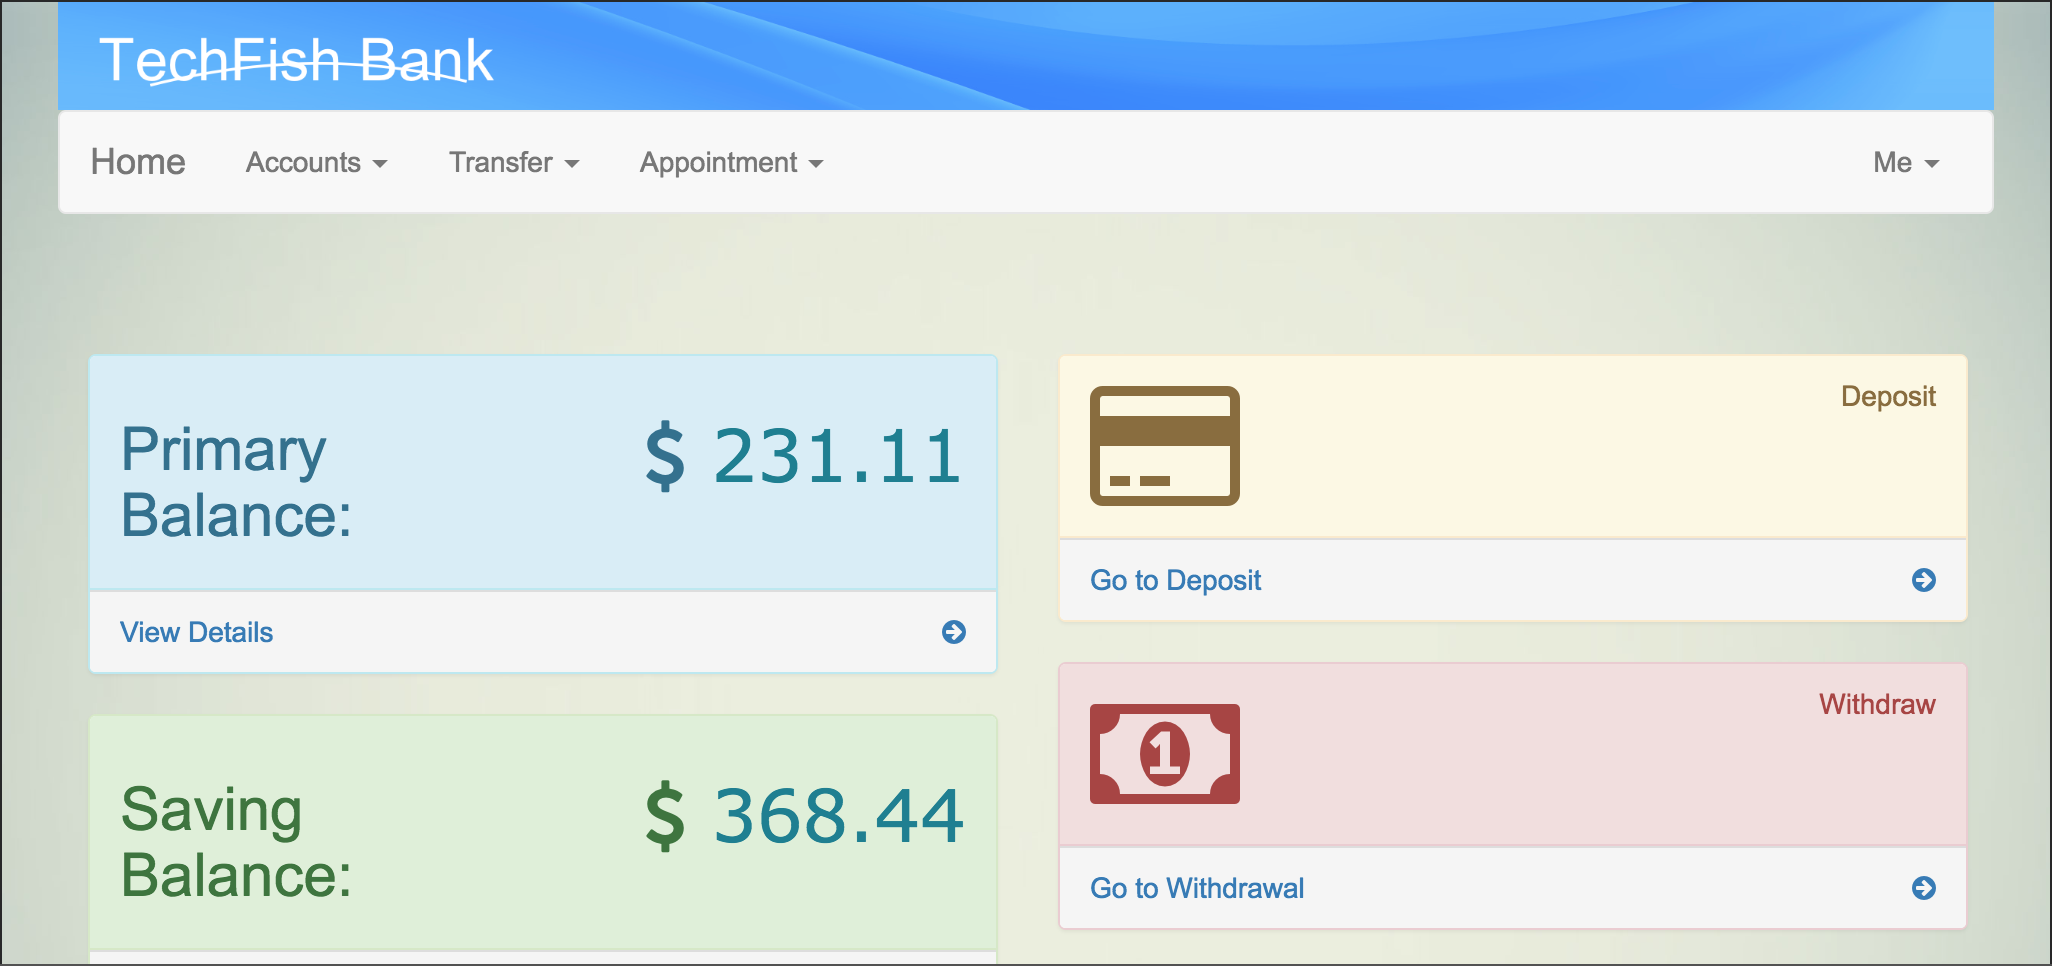 TechFish Bank
Home Accounts Transfer Appointment Me
Primary
Balance:
$ 231.11
View Details
Saving
Balance:
$ 368.44
Deposit
Go to Deposit
Withdraw
1
Go to Withdrawal